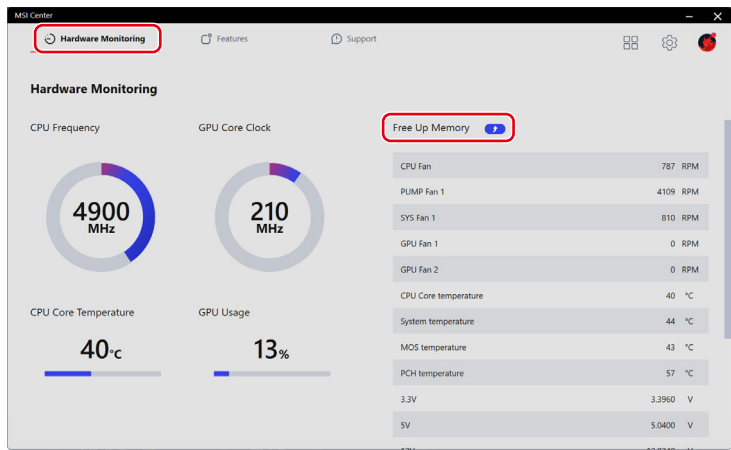 MSI Center
Hardware Monitoring
Features
Support
Hardware Monitoring
CPU Frequency
GPU Core Clock
Free Up Memory
4900
MHz
210
MHz
CPU Fan 787 RPM
PUMP Fan 1 4109 RPM
SYS Fan 1 810 RPM
GPU Fan 1 0 RPM
GPU Fan 2 0 RPM
CPU Core temperature 40 °C
System temperature 44 °C
MOS temperature 43 °C
PCH temperature 57 °C
3.3V 3.3960 V
5V 5.0400 V
CPU Core Temperature
GPU Usage
40°C
13%